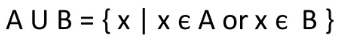 A U B = { x | x ϵ A or x ϵ B }